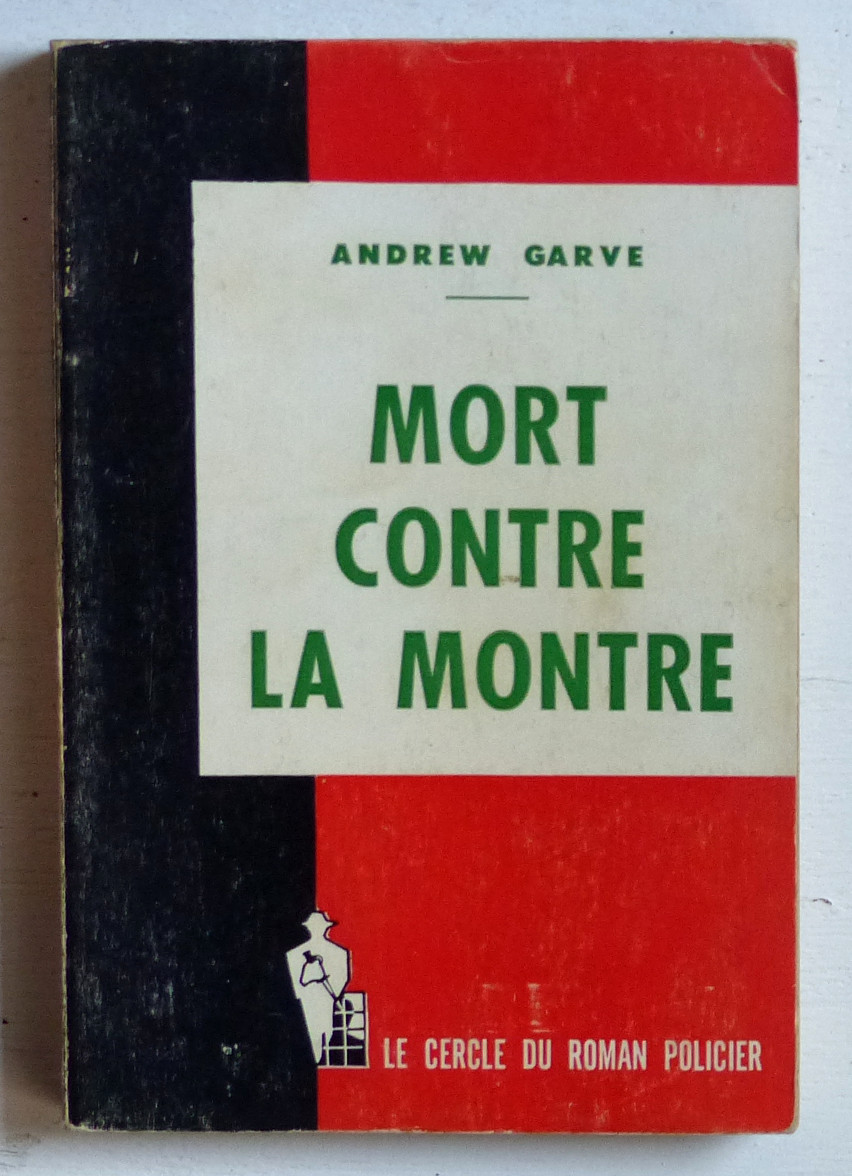 ANDREW GARVE
MORT
CONTRE
LA MONTRE
LE CERCLE DU ROMAN POLICIER